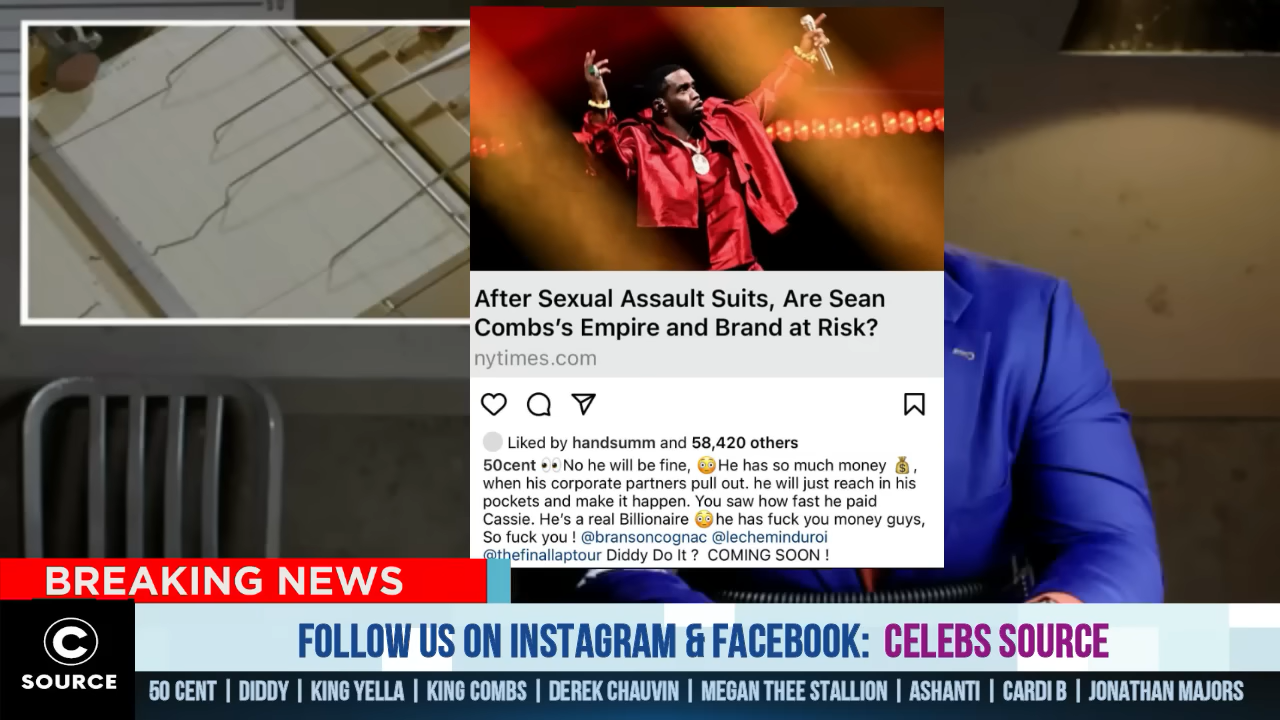 After Sexual Assault Suits, Are Sean
Combs's Empire and Brand at Risk?
nytimes.com
Liked by handsumm and 58,420 others
50cent 👀No he will be fine, 😳He has so much money 💰,
when his corporate partners pull out. he will just reach in his
pockets and make it happen. You saw how fast he paid
Cassie. He's a real Billionaire 😳he has fuck you money guys,
So fuck you ! @bransoncognac @lecheminduroi
@thefinallaptour Diddy Do It ? COMING SOON !
BREAKING NEWS
C
SOURCE
FOLLOW US ON INSTAGRAM & FACEBOOK: CELEBS SOURCE
50 CENT | DIDDY | KING YELLA | KING COMBS | DEREK CHAUVIN | MEGAN THEE STALLION | ASHANTI | CARDI B | JONATHAN MAJORS